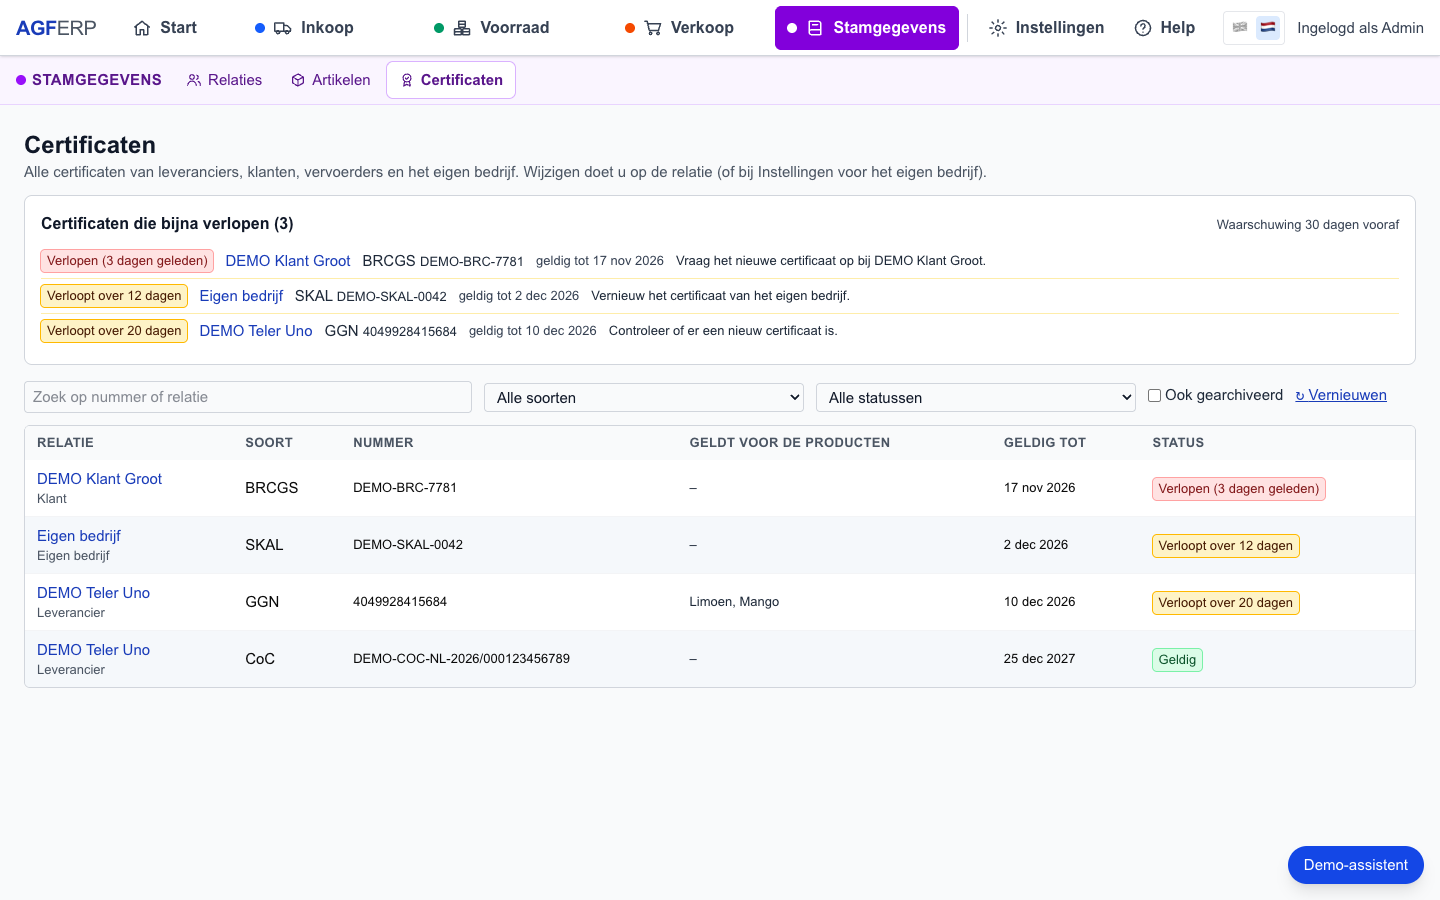 AGFERP
Start
Inkoop
Voorraad
Verkoop
Stamgegevens
Instellingen
Help
Ingelogd als Admin
STAMGEGEVENS
Relaties
Artikelen
Certificaten
Certificaten
Alle certificaten van leveranciers, klanten, vervoerders en het eigen bedrijf. Wijzigen doet u op de relatie (of bij Instellingen voor het eigen bedrijf).
Certificaten die bijna verlopen (3)
Waarschuwing 30 dagen vooraf
Verlopen (3 dagen geleden) DEMO Klant Groot BRCGS DEMO-BRC-7781 geldig tot 17 nov 2026 Vraag het nieuwe certificaat op bij DEMO Klant Groot.
Verloopt over 12 dagen Eigen bedrijf SKAL DEMO-SKAL-0042 geldig tot 2 dec 2026 Vernieuw het certificaat van het eigen bedrijf.
Verloopt over 20 dagen DEMO Teler Uno GGN 4049928415684 geldig tot 10 dec 2026 Controleer of er een nieuw certificaat is.
Zoek op nummer of relatie
Alle soorten
Alle statussen
Ook gearchiveerd
↻ Vernieuwen
RELATIE SOORT NUMMER GELDT VOOR DE PRODUCTEN GELDIG TOT STATUS
DEMO Klant Groot
Klant
BRCGS DEMO-BRC-7781 – 17 nov 2026 Verlopen (3 dagen geleden)
Eigen bedrijf
Eigen bedrijf
SKAL DEMO-SKAL-0042 – 2 dec 2026 Verloopt over 12 dagen
DEMO Teler Uno
Leverancier
GGN 4049928415684 Limoen, Mango 10 dec 2026 Verloopt over 20 dagen
DEMO Teler Uno
Leverancier
CoC DEMO-COC-NL-2026/000123456789 – 25 dec 2027 Geldig
Demo-assistent